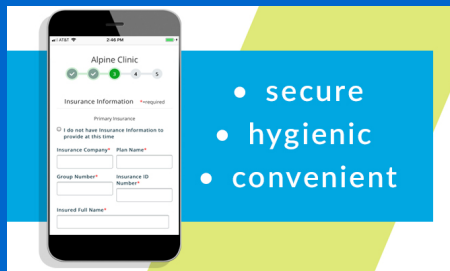 AT&T 2:48 PM
Alpine Clinic
3 4 5
Insurance Information *=required
Primary Insurance
I do not have Insurance Information to
provide at this time
Insurance Company* Plan Name*
Group Number* Insurance ID
Number*
Insured Full Name*
• secure
• hygienic
• convenient